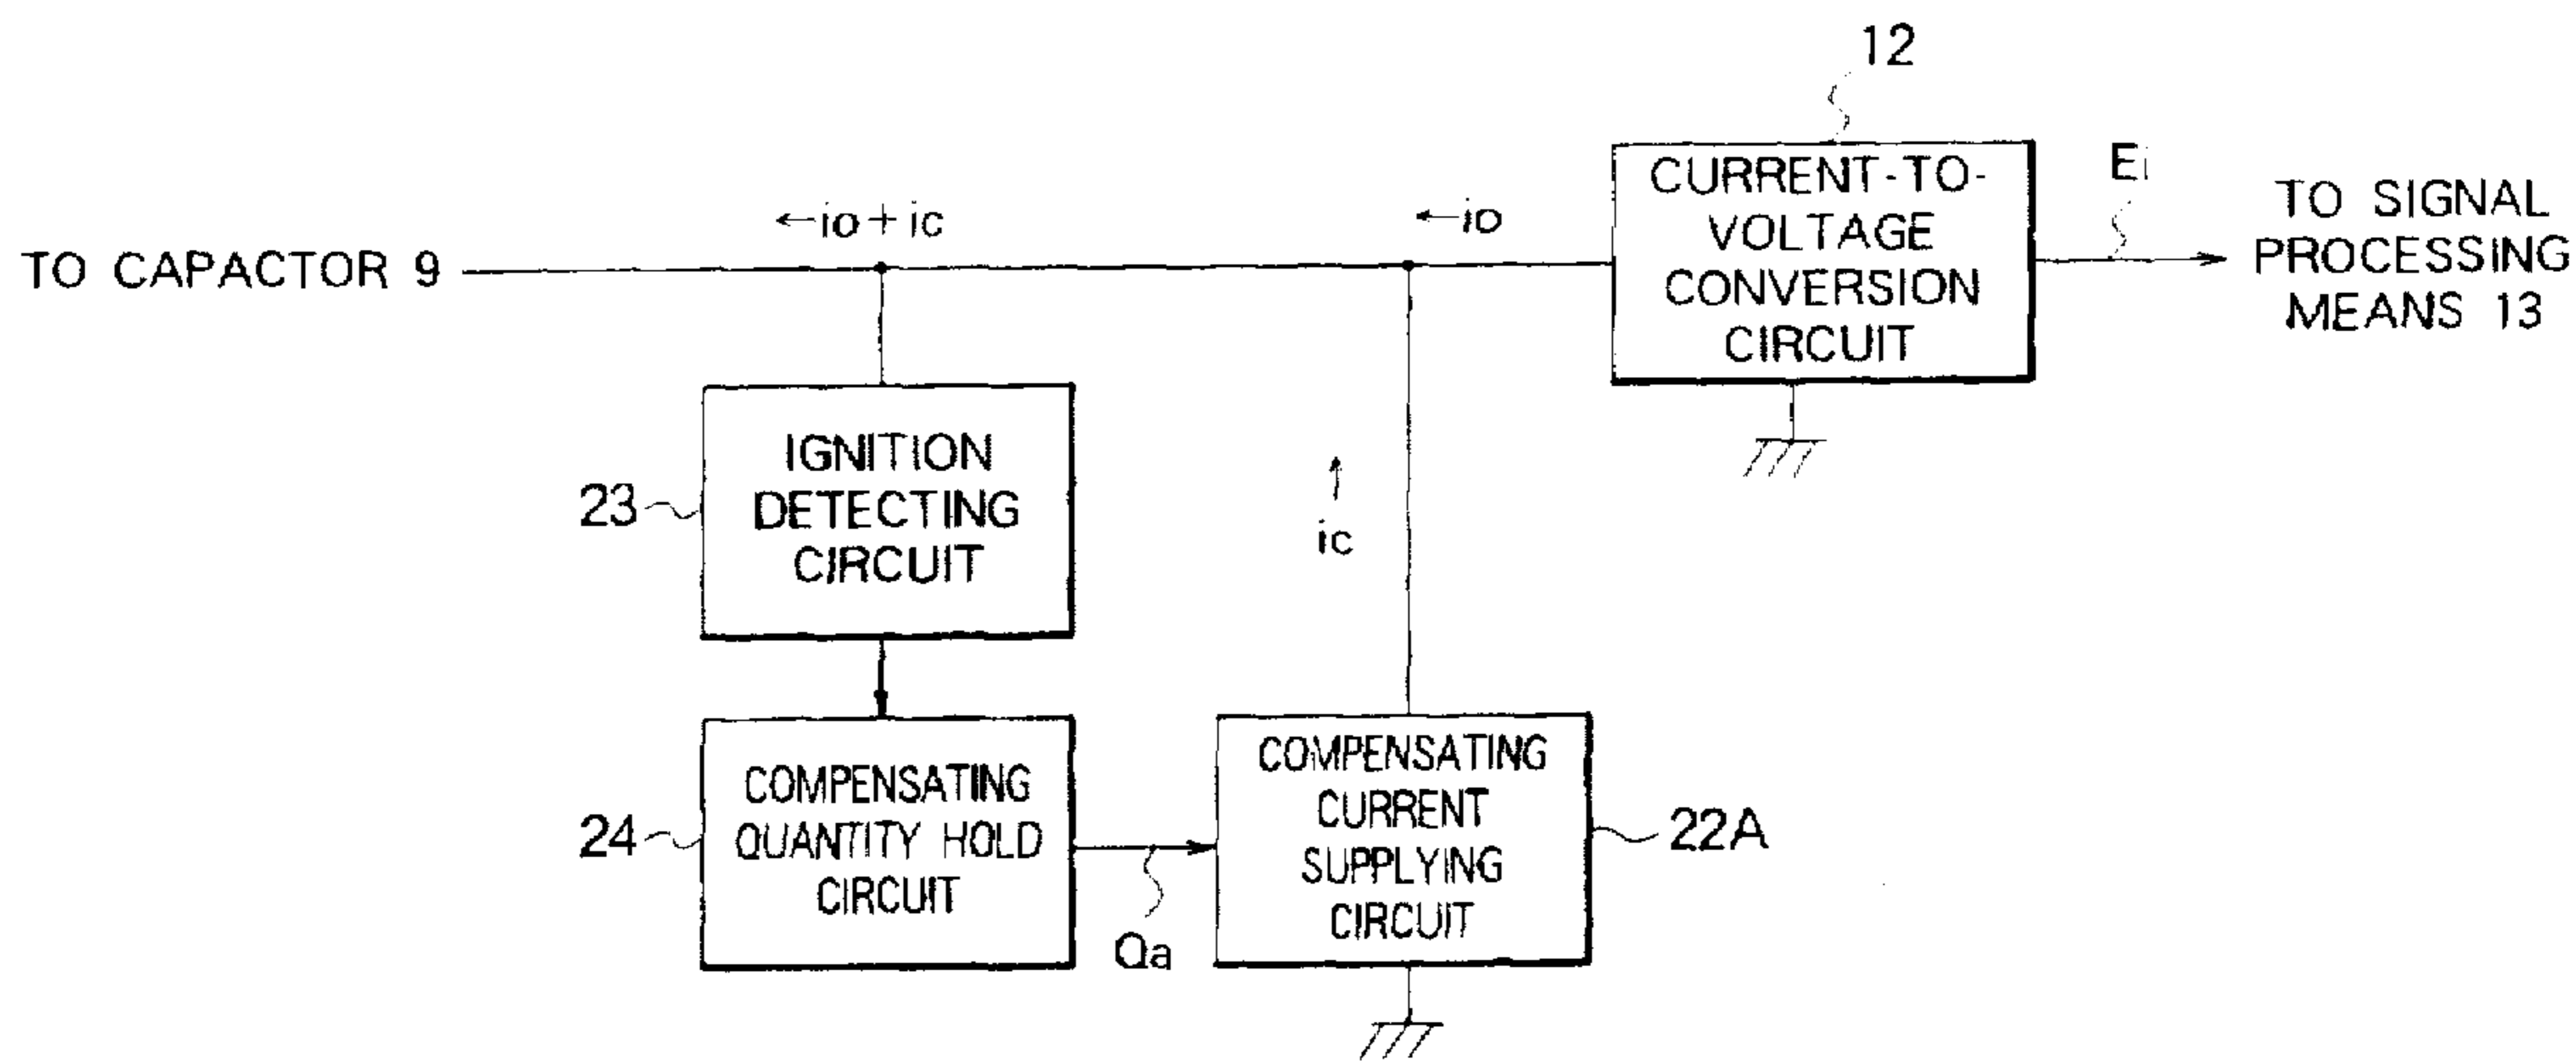 12
CURRENT-TO-
VOLTAGE
CONVERSION
CIRCUIT
Ei
TO SIGNAL
PROCESSING
MEANS 13
←io+ic
←io
TO CAPACTOR 9
23
IGNITION
DETECTING
CIRCUIT
↑
ic
24
COMPENSATING
QUANTITY HOLD
CIRCUIT
Qa
COMPENSATING
CURRENT
SUPPLYING
CIRCUIT
22A